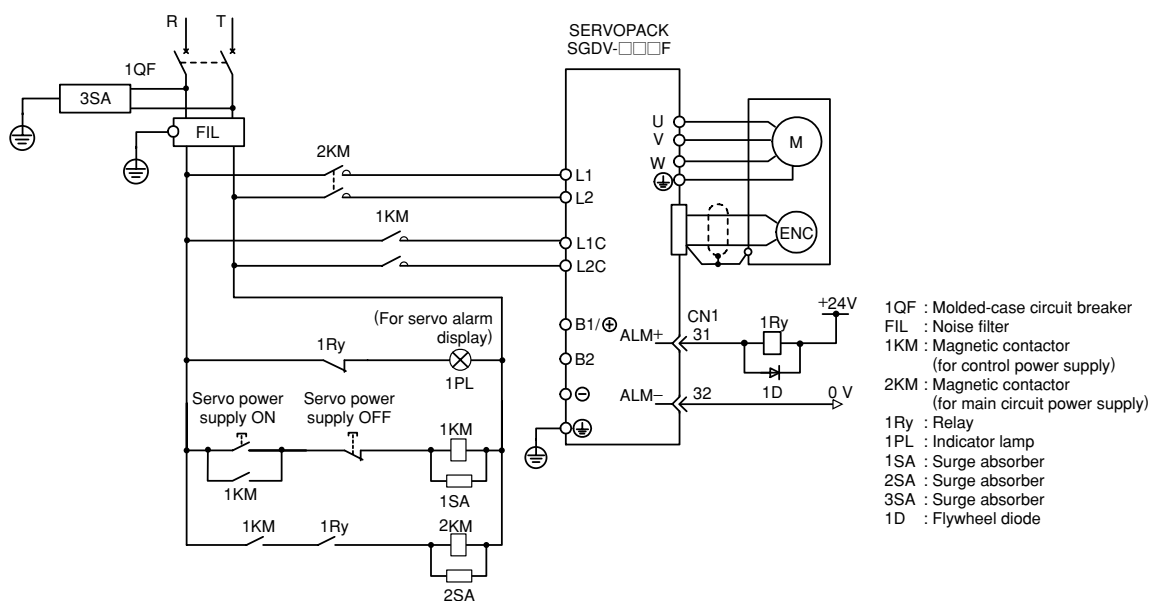 R T
SERVOPACK
SGDV-□□□F
1QF
3SA
FIL
U
V
W
M
2KM
L1
L2
1KM
L1C
L2C
ENC
(For servo alarm
display)
1Ry
1PL
B1/⊕
B2
⊖
ALM+
CN1
31
1Ry
+24V
ALM−
32
1D
0 V
Servo power
supply ON
Servo power
supply OFF
1KM
1KM
1SA
1KM
1Ry
2KM
2SA
1QF : Molded-case circuit breaker
FIL : Noise filter
1KM : Magnetic contactor
(for control power supply)
2KM : Magnetic contactor
(for main circuit power supply)
1Ry : Relay
1PL : Indicator lamp
1SA : Surge absorber
2SA : Surge absorber
3SA : Surge absorber
1D : Flywheel diode